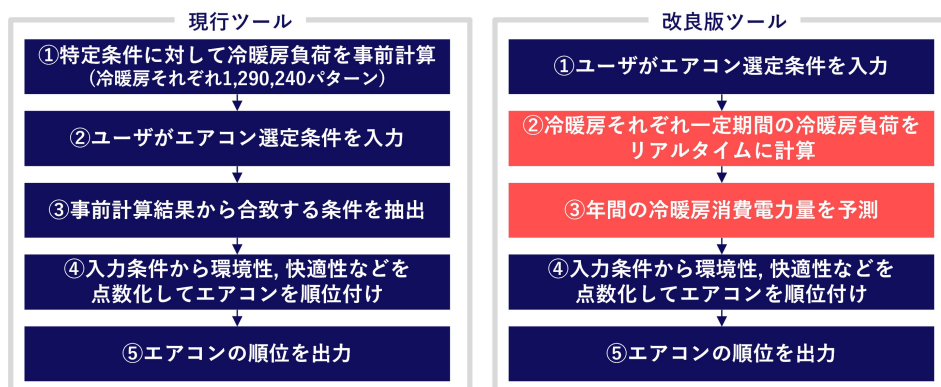 現行ツール
①特定条件に対して冷暖房負荷を事前計算
(冷暖房それぞれ1,290,240パターン)
②ユーザがエアコン選定条件を入力
③事前計算結果から合致する条件を抽出
④入力条件から環境性, 快適性などを
点数化してエアコンを順位付け
⑤エアコンの順位を出力
改良版ツール
①ユーザがエアコン選定条件を入力
②冷暖房それぞれ一定期間の冷暖房負荷を
リアルタイムに計算
③年間の冷暖房消費電力量を予測
④入力条件から環境性, 快適性などを
点数化してエアコンを順位付け
⑤エアコンの順位を出力